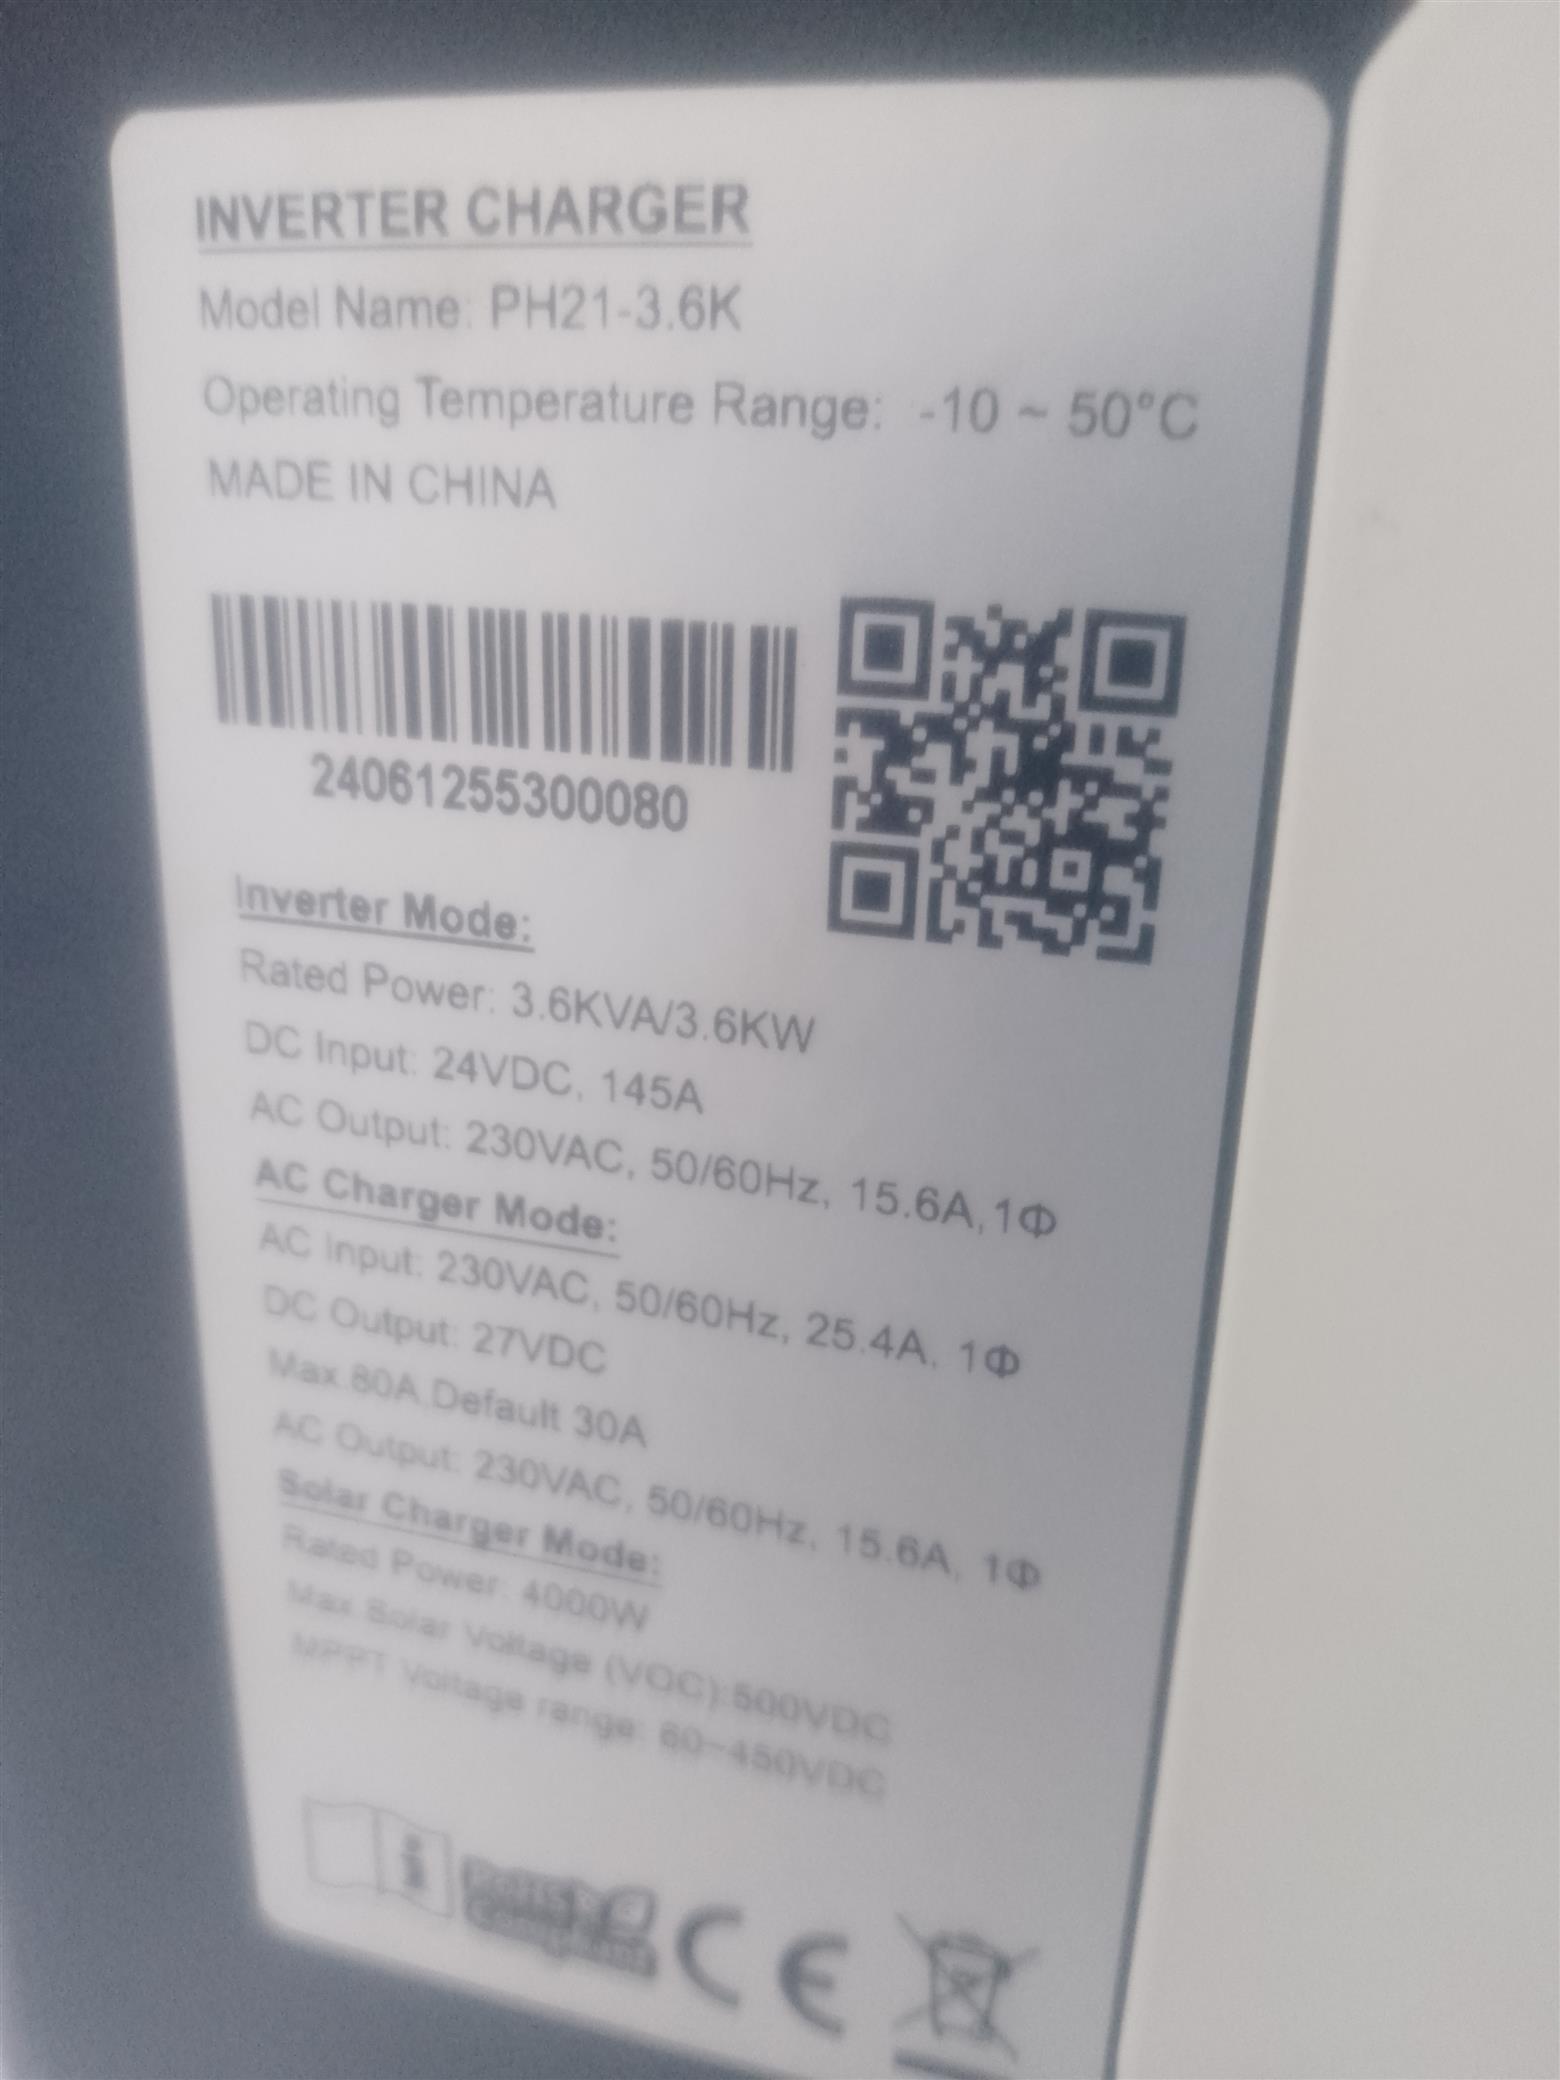 INVERTER CHARGER
Model Name: PH21-3.6K
Operating Temperature Range: -10 ~ 50°C
MADE IN CHINA
24061255300080
Inverter Mode:
Rated Power: 3.6KVA/3.6KW
DC Input: 24VDC, 145A
AC Output: 230VAC, 50/60Hz, 15.6A,1Φ
AC Charger Mode:
AC Input: 230VAC, 50/60Hz, 25.4A, 1Φ
DC Output: 27VDC
Max.80A,Default 30A
AC Output: 230VAC, 50/60Hz, 15.6A, 1Φ
Solar Charger Mode:
Rated Power: 4000W
Max.Solar Voltage (VOC):500VDC
MPPT Voltage range: 60~450VDC
CE